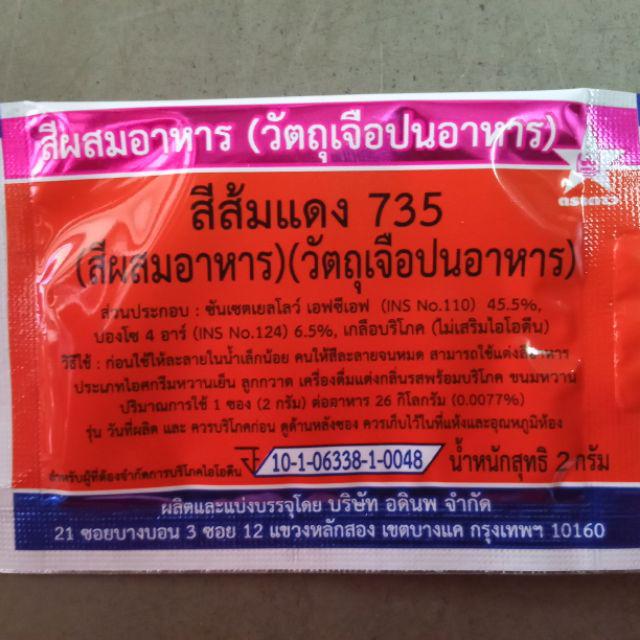 สีผสมอาหาร (วัตถุเจือปนอาหาร)
ตราดาว
สีส้มแดง 735
(สีผสมอาหาร)(วัตถุเจือปนอาหาร)
ส่วนประกอบ : ซันเซตเยลโลว์ เอฟซีเอฟ (INS No.110) 45.5%,
ปองโซ 4 อาร์ (INS No.124) 6.5%, เกลือบริโภค (ไม่เสริมไอโอดีน)
วิธีใช้ : ก่อนใช้ให้ละลายในน้ำเล็กน้อย คนให้สีละลายจนหมด สามารถใช้แต่งสีอาหาร
ประเภทไอศกรีมหวานเย็น ลูกกวาด เครื่องดื่มแต่งกลิ่นรสพร้อมบริโภค ขนมหวาน
ปริมาณการใช้ 1 ซอง (2 กรัม) ต่ออาหาร 26 กิโลกรัม (0.0077%)
รุ่น วันที่ผลิต และ ควรบริโภคก่อน ดูด้านหลังซอง ควรเก็บไว้ในที่แห้งและอุณหภูมิห้อง
สำหรับผู้ที่ต้องจำกัดการบริโภคไอโอดีน
10-1-06338-1-0048
น้ำหนักสุทธิ 2 กรัม
ผลิตและแบ่งบรรจุโดย บริษัท อดินพ จำกัด
21 ซอยบางบอน 3 ซอย 12 แขวงหลักสอง เขตบางแค กรุงเทพฯ 10160